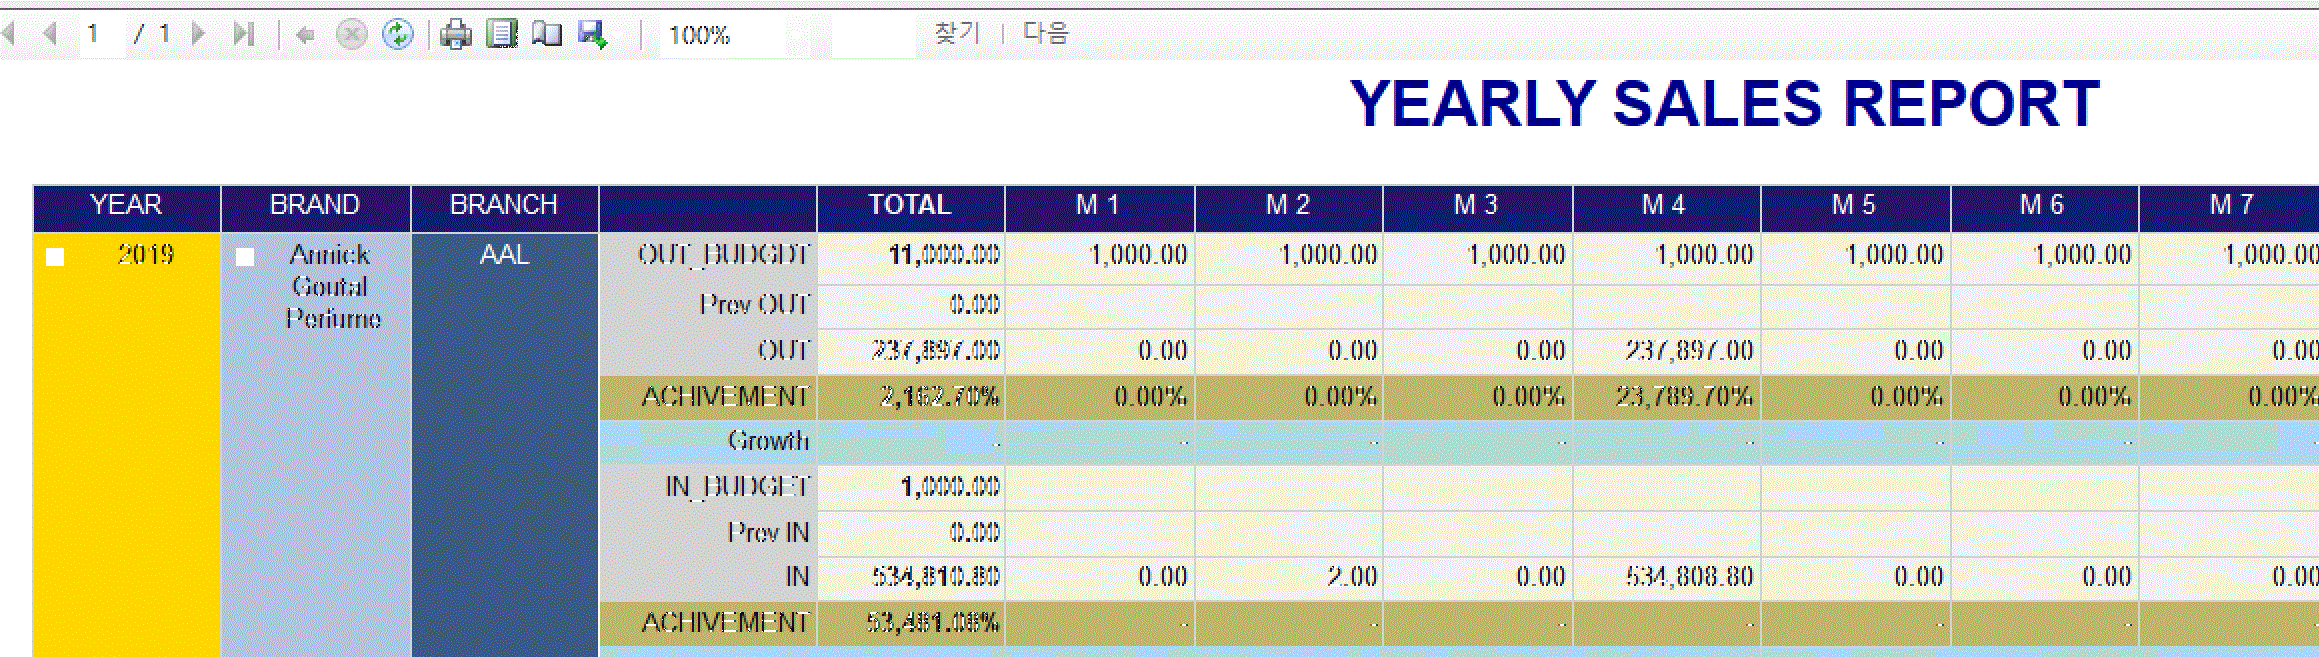 1 / 1 100% 찾기 | 다음
YEARLY SALES REPORT
YEAR BRAND BRANCH TOTAL M 1 M 2 M 3 M 4 M 5 M 6 M 7
2019 Annick Goutal Perfume AAL OUT_BUDGDT 11,000.00 1,000.00 1,000.00 1,000.00 1,000.00 1,000.00 1,000.00 1,000.00
Prev OUT 0.00
OUT 237,897.00 0.00 0.00 0.00 237,897.00 0.00 0.00 0.00
ACHIVEMENT 2,162.70% 0.00% 0.00% 0.00% 23,789.70% 0.00% 0.00% 0.00%
Growth - - - - - - - -
IN_BUDGET 1,000.00
Prev IN 0.00
IN 534,810.80 0.00 2.00 0.00 534,808.80 0.00 0.00 0.00
ACHIVEMENT 53,481.08% - - - - - - -